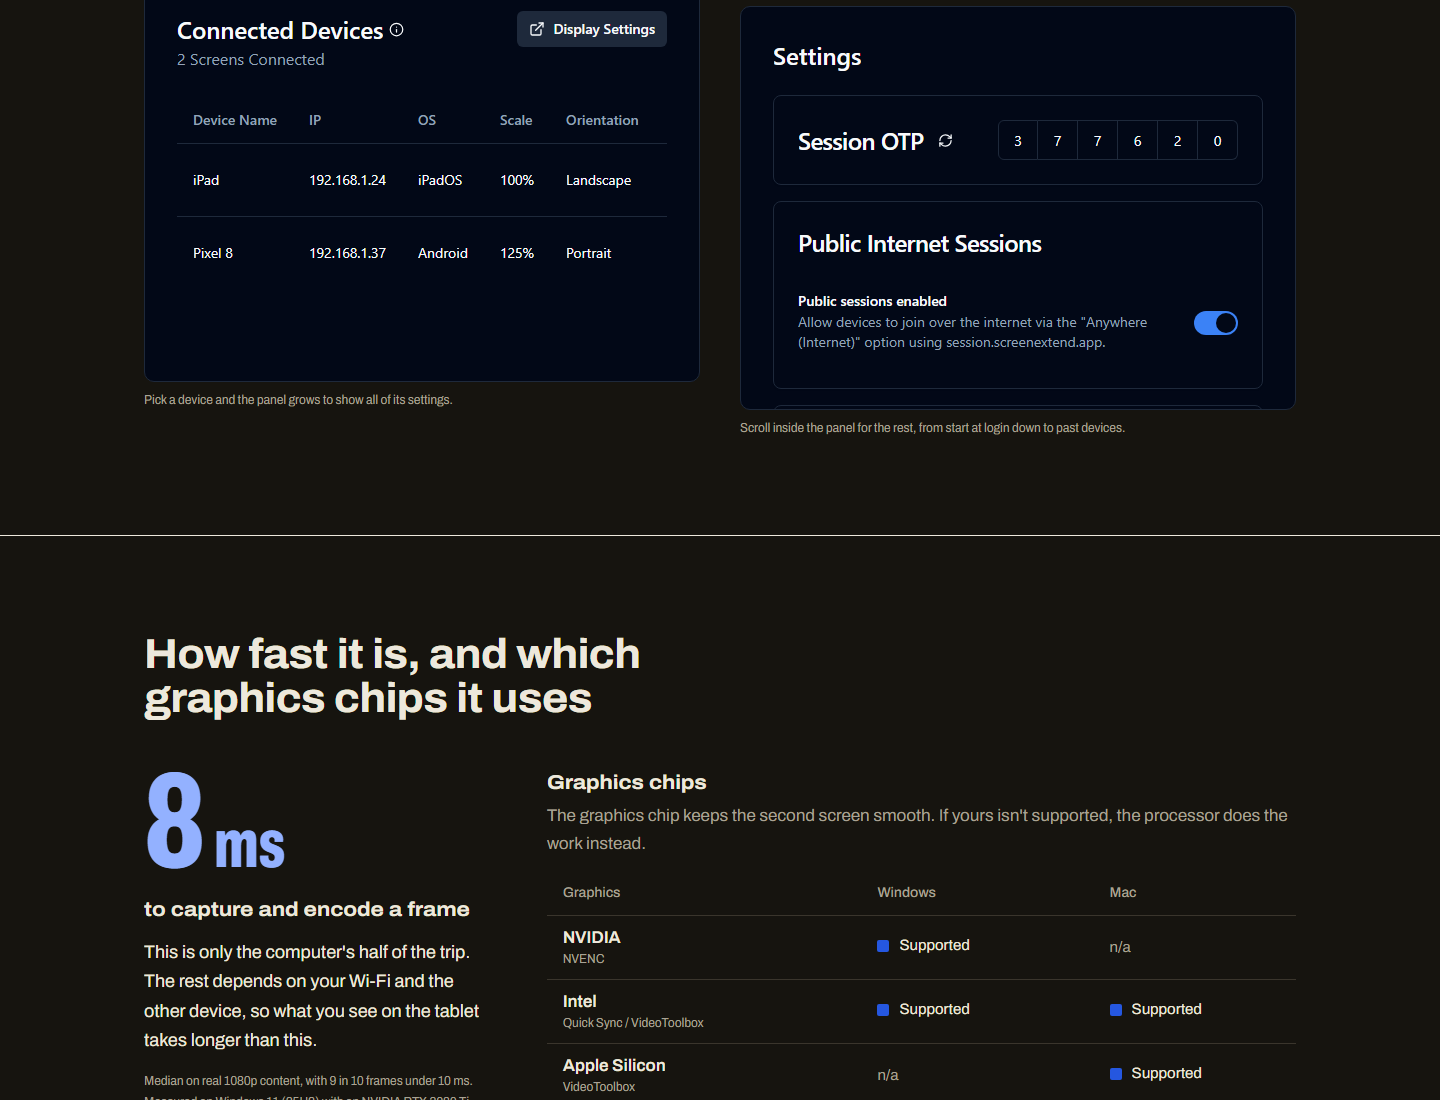 Connected Devices
Display Settings
2 Screens Connected
Device Name IP OS Scale Orientation
iPad 192.168.1.24 iPadOS 100% Landscape
Pixel 8 192.168.1.37 Android 125% Portrait
Pick a device and the panel grows to show all of its settings.
Settings
Session OTP 3 7 7 6 2 0
Public Internet Sessions
Public sessions enabled
Allow devices to join over the internet via the "Anywhere
(Internet)" option using session.screenextend.app.
Scroll inside the panel for the rest, from start at login down to past devices.
How fast it is, and which
graphics chips it uses
8 ms
to capture and encode a frame
This is only the computer's half of the trip.
The rest depends on your Wi-Fi and the
other device, so what you see on the tablet
takes longer than this.
Median on real 1080p content, with 9 in 10 frames under 10 ms.
Graphics chips
The graphics chip keeps the second screen smooth. If yours isn't supported, the processor does the
work instead.
Graphics Windows Mac
NVIDIA Supported n/a
NVENC
Intel Supported Supported
Quick Sync / VideoToolbox
Apple Silicon n/a Supported
VideoToolbox